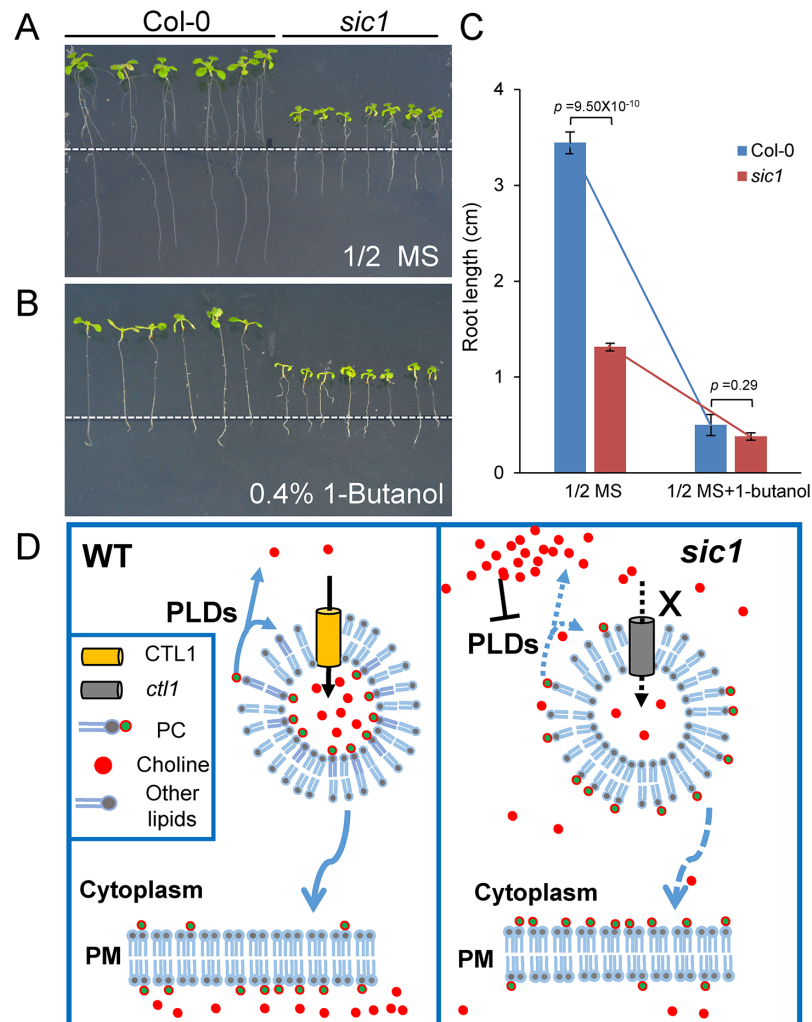 A
Col-0
sic1
1/2 MS
B
0.4% 1-Butanol
C
4
3
2
1
0
Root length (cm)
p =9.50X10⁻¹⁰
p =0.29
Col-0
sic1
1/2 MS
1/2 MS+1-butanol
D
WT
PLDs
CTL1
ctl1
PC
Choline
Other
lipids
Cytoplasm
PM
sic1
X
PLDs
Cytoplasm
PM